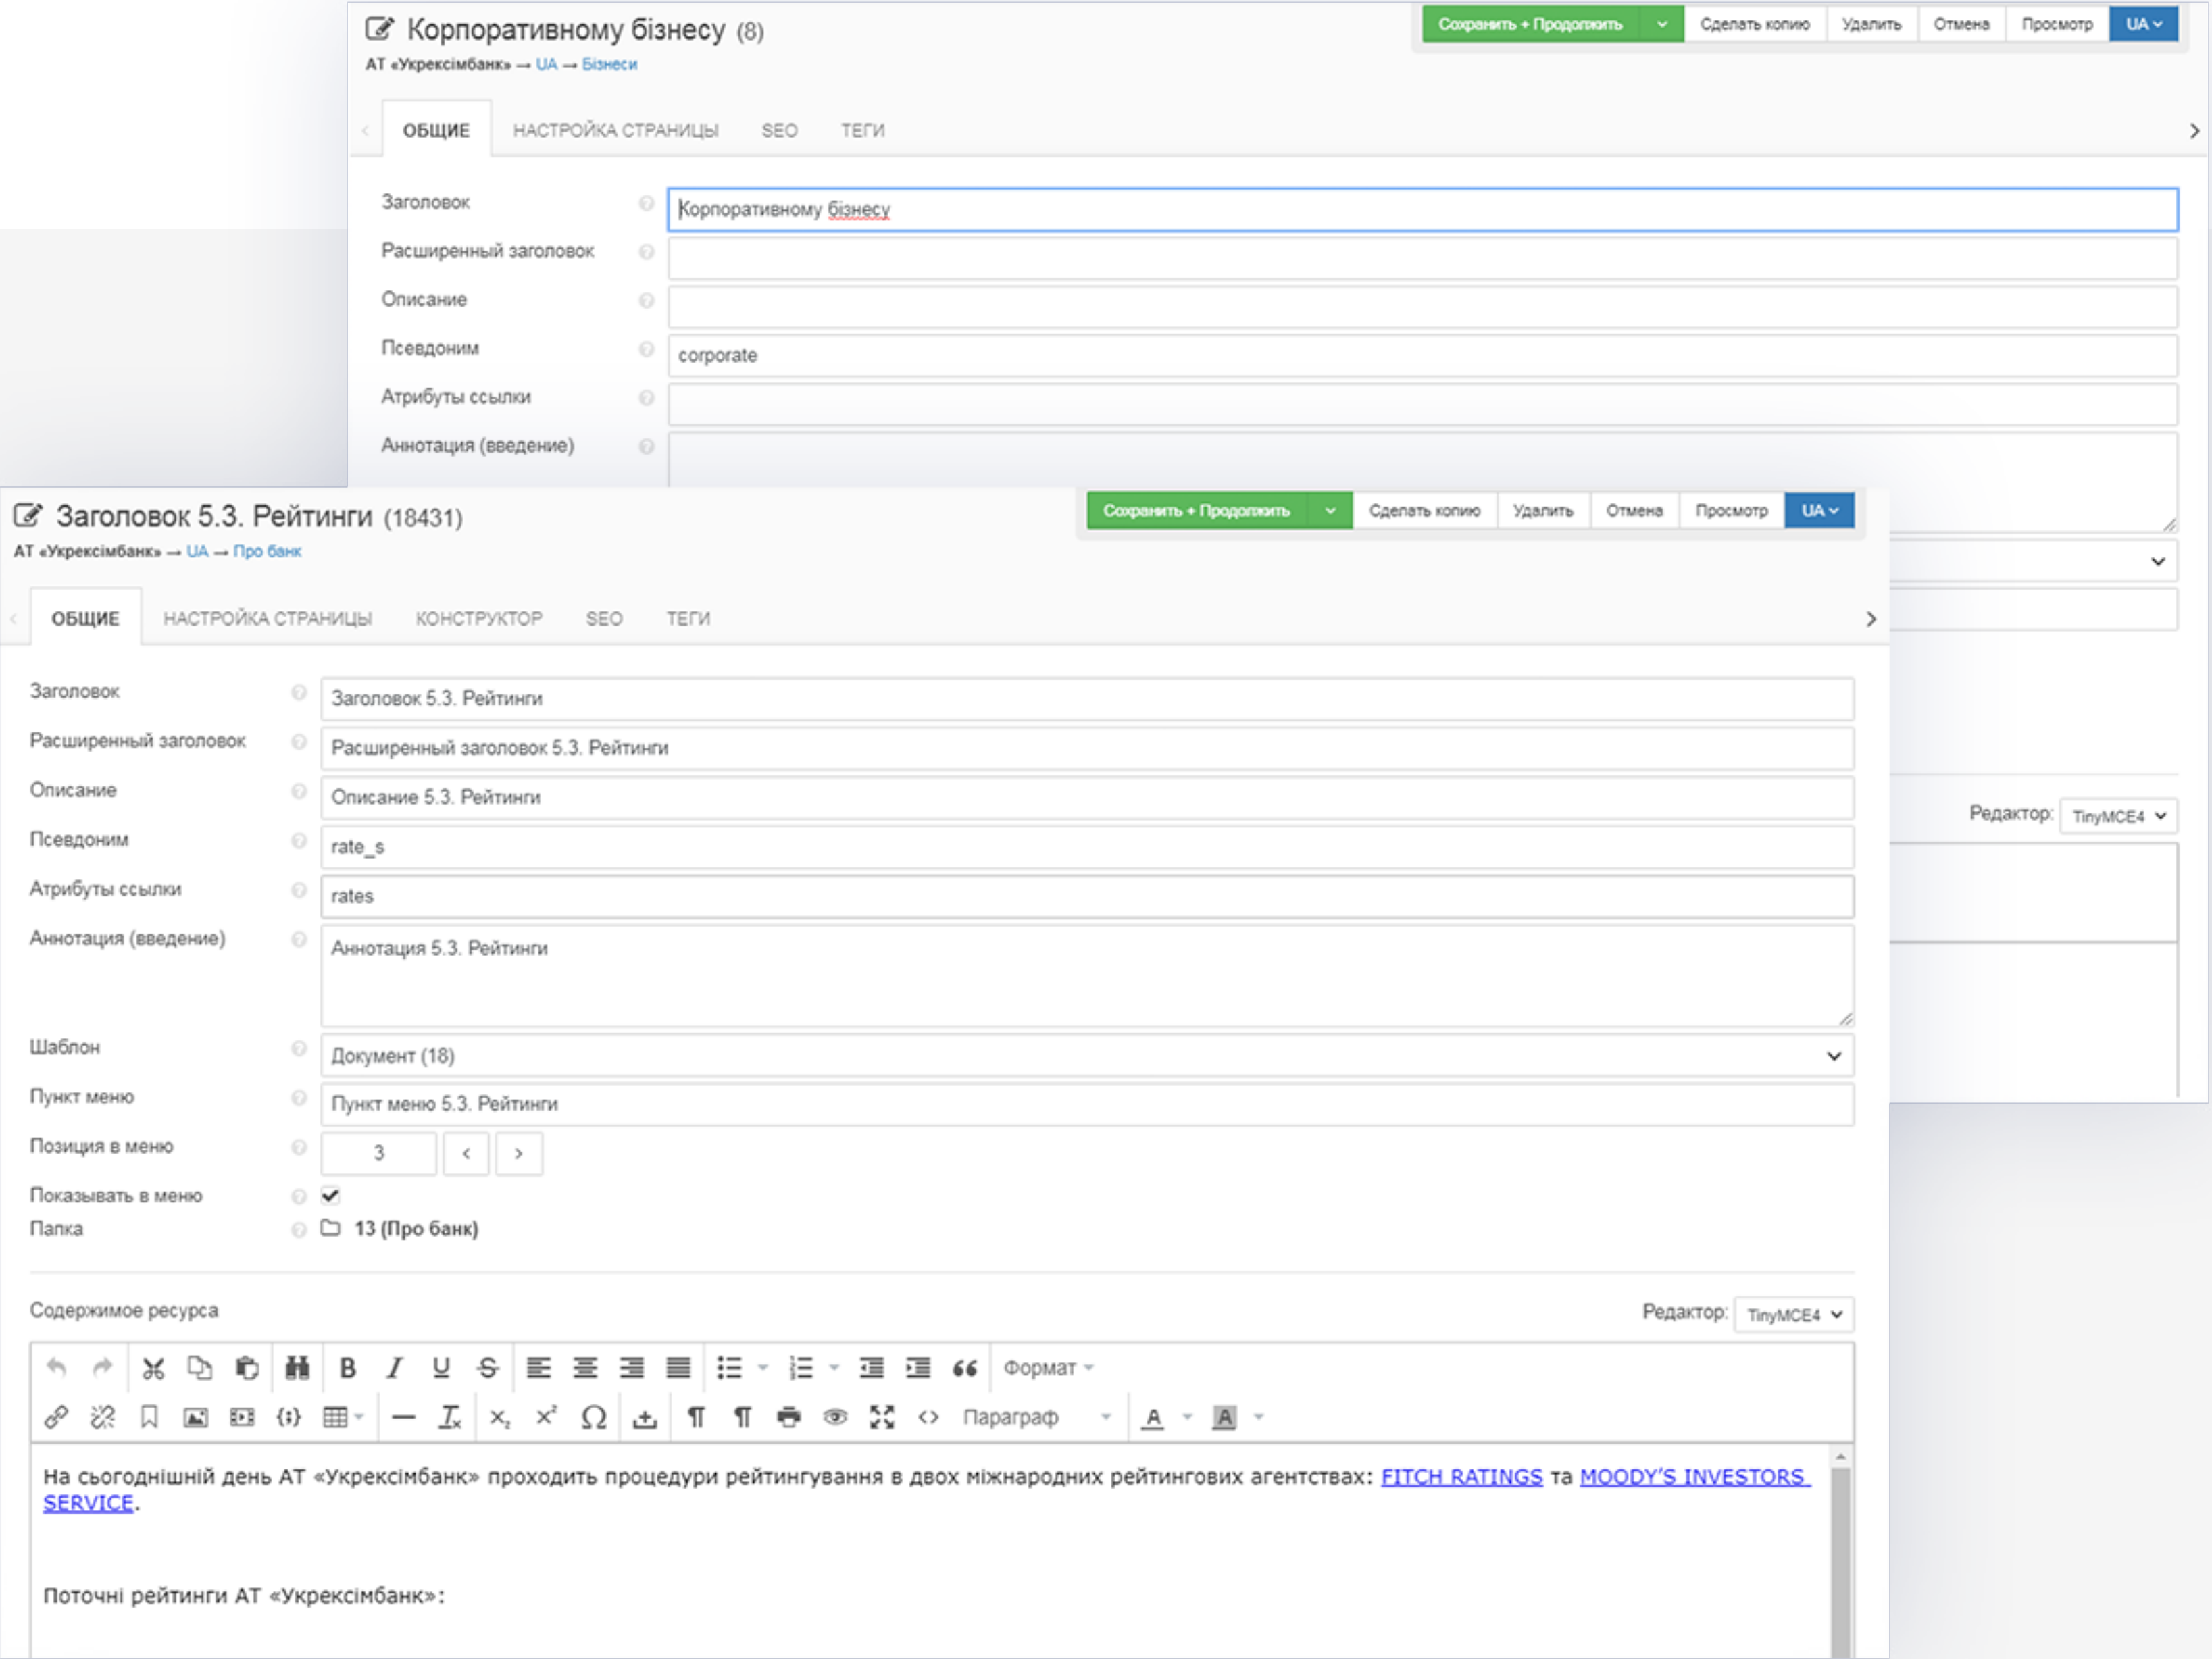 Корпоративному бізнесу (8)
Сохранить + Продолжить Сделать копию Удалить Отмена Просмотр UA
АТ «Укрексімбанк» → UA → Бізнеси
ОБЩИЕ НАСТРОЙКА СТРАНИЦЫ SEO ТЕГИ
Заголовок Корпоративному бізнесу
Расширенный заголовок
Описание
Псевдоним corporate
Атрибуты ссылки
Аннотация (введение)
Редактор: TinyMCE4
Заголовок 5.3. Рейтинги (18431)
Сохранить + Продолжить Сделать копию Удалить Отмена Просмотр UA
АТ «Укрексімбанк» → UA → Про банк
ОБЩИЕ НАСТРОЙКА СТРАНИЦЫ КОНСТРУКТОР SEO ТЕГИ
Заголовок Заголовок 5.3. Рейтинги
Расширенный заголовок Расширенный заголовок 5.3. Рейтинги
Описание Описание 5.3. Рейтинги
Псевдоним rate_s
Атрибуты ссылки rates
Аннотация (введение) Аннотация 5.3. Рейтинги
Шаблон Документ (18)
Пункт меню Пункт меню 5.3. Рейтинги
Позиция в меню 3
Показывать в меню
Папка 13 (Про банк)
Содержимое ресурса Редактор: TinyMCE4
Формат
Параграф
На сьогоднішній день АТ «Укрексімбанк» проходить процедури рейтингування в двох міжнародних рейтингових агентствах: FITCH RATINGS та MOODY’S INVESTORS
SERVICE.
Поточні рейтинги АТ «Укрексімбанк»: